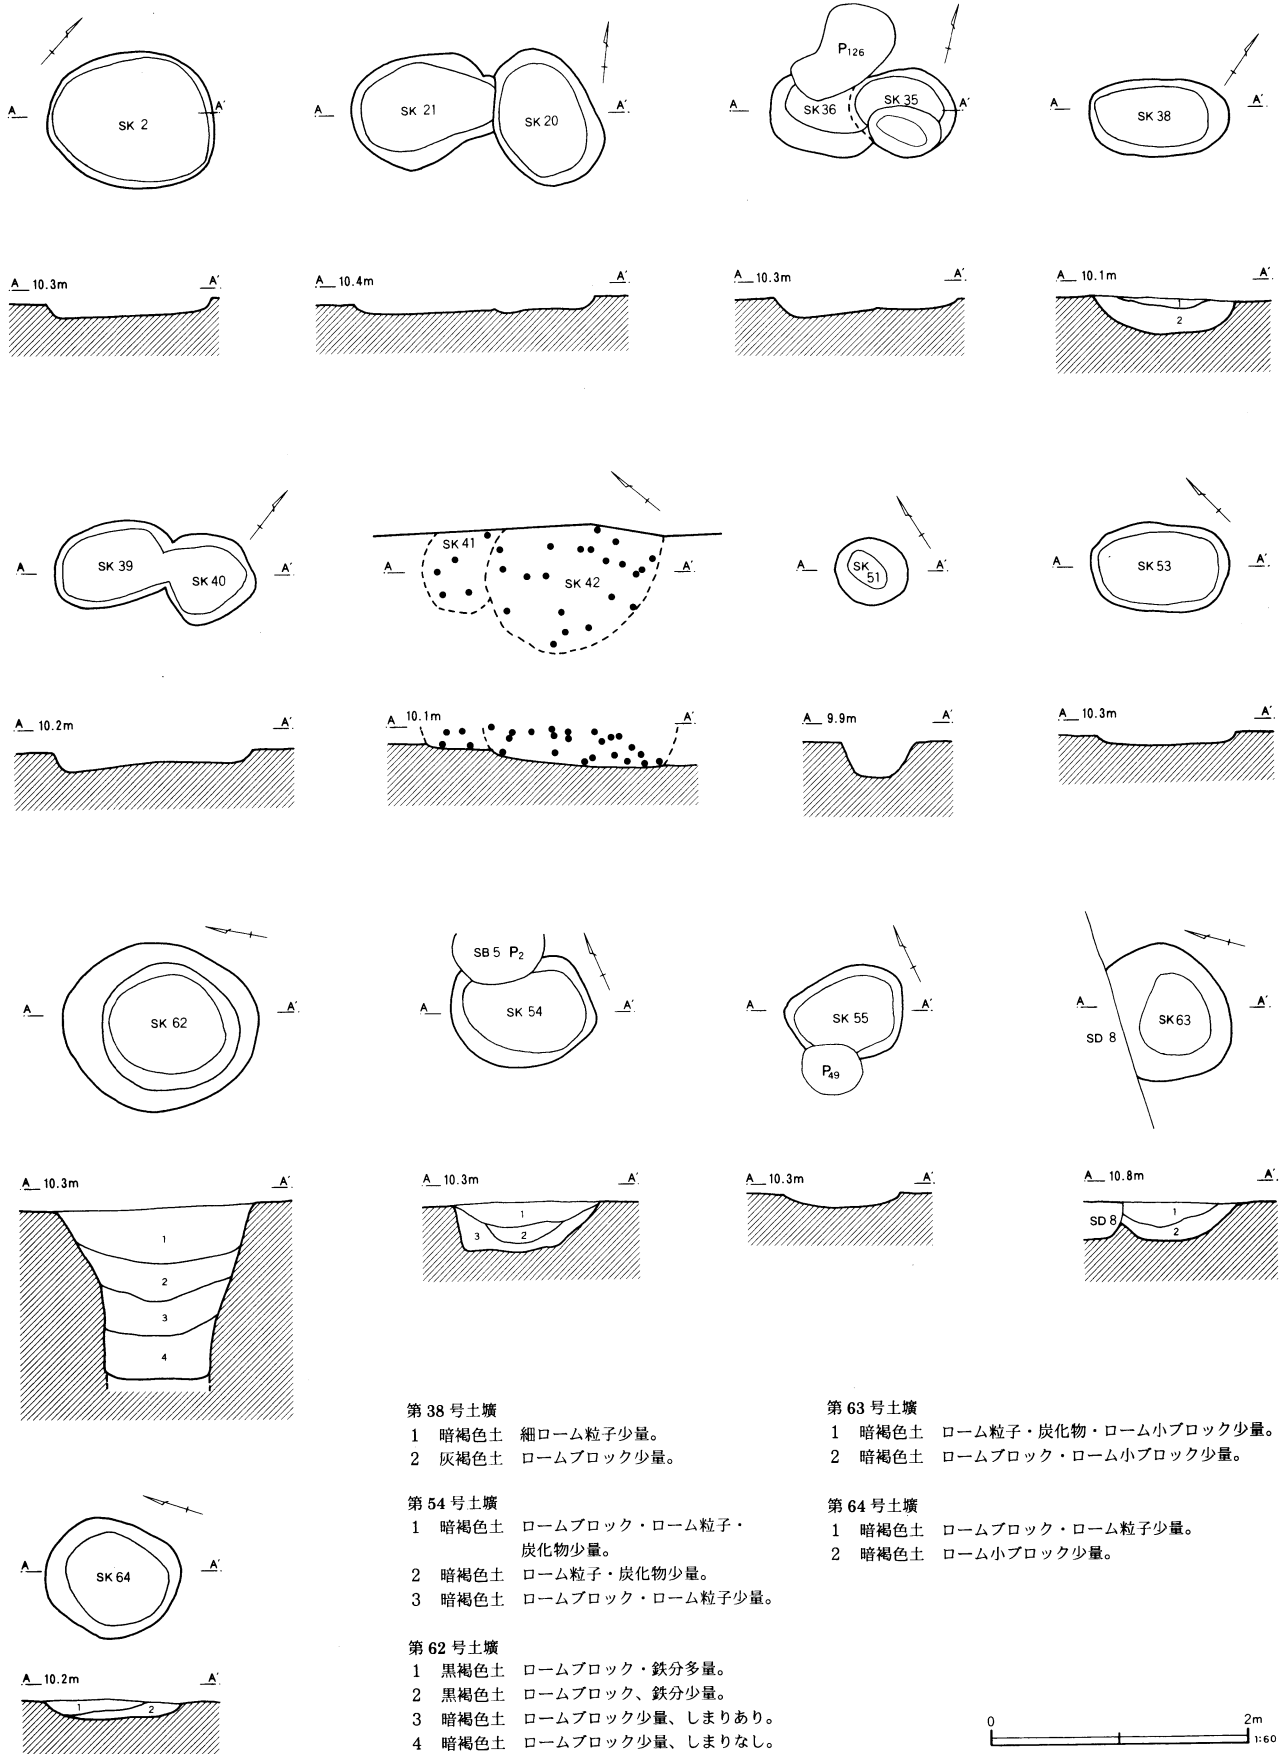 A A'
SK 2
A A'
SK 21 SK 20
A A'
P126
SK 36 SK 35
A A'
SK 38
A 10.3m A'
A 10.4m A'
A 10.3m A'
A 10.1m A'
1
2
A A'
SK 39 SK 40
A A'
SK 41
SK 42
A A'
SK 51
A A'
SK 53
A 10.2m A'
A 10.1m A'
A 9.9m A'
A 10.3m A'
A A'
SK 62
A A'
SB 5 P2
SK 54
A A'
SK 55
P49
A A'
SK 63
SD 8
A 10.3m A'
1
2
3
4
A 10.3m A'
1
2
3
A 10.3m A'
A 10.8m A'
SD 8
1
2
A A'
SK 64
A 10.2m A'
1 2
第38号土壙
1 暗褐色土 細ローム粒子少量。
2 灰褐色土 ロームブロック少量。
第54号土壙
1 暗褐色土 ロームブロック・ローム粒子・
炭化物少量。
2 暗褐色土 ローム粒子・炭化物少量。
3 暗褐色土 ロームブロック・ローム粒子少量。
第62号土壙
1 黒褐色土 ロームブロック・鉄分多量。
2 黒褐色土 ロームブロック、鉄分少量。
3 暗褐色土 ロームブロック少量、しまりあり。
4 暗褐色土 ロームブロック少量、しまりなし。
第63号土壙
1 暗褐色土 ローム粒子・炭化物・ローム小ブロック少量。
2 暗褐色土 ロームブロック・ローム小ブロック少量。
第64号土壙
1 暗褐色土 ロームブロック・ローム粒子少量。
2 暗褐色土 ローム小ブロック少量。
0 2m
1:60